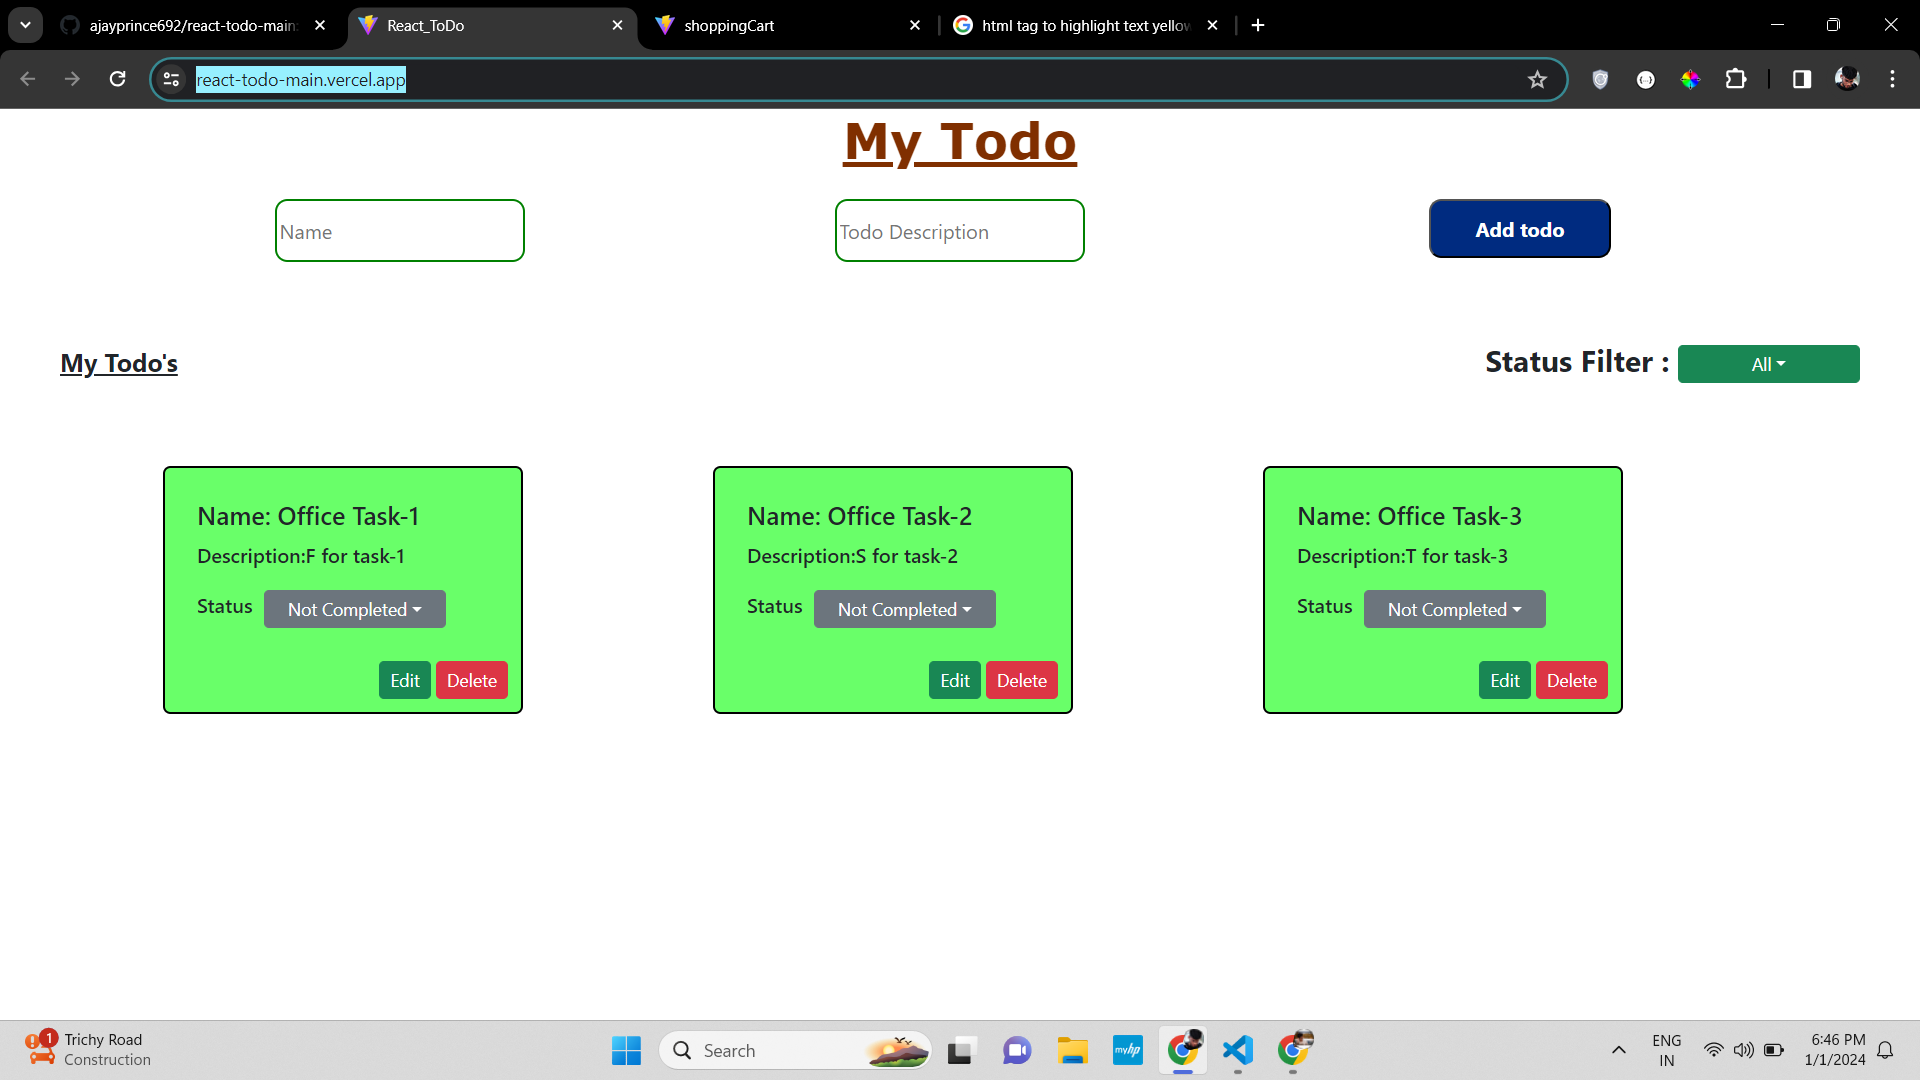 ajayprince692/react-todo-main:
React_ToDo
shoppingCart
html tag to highlight text yellow
react-todo-main.vercel.app
My Todo
Name
Todo Description
Add todo
My Todo's
Status Filter :
All
Name: Office Task-1
Description:F for task-1
Status
Not Completed
Edit
Delete
Name: Office Task-2
Description:S for task-2
Status
Not Completed
Edit
Delete
Name: Office Task-3
Description:T for task-3
Status
Not Completed
Edit
Delete
1
Trichy Road
Construction
Search
myhp
ENG
IN
6:46 PM
1/1/2024